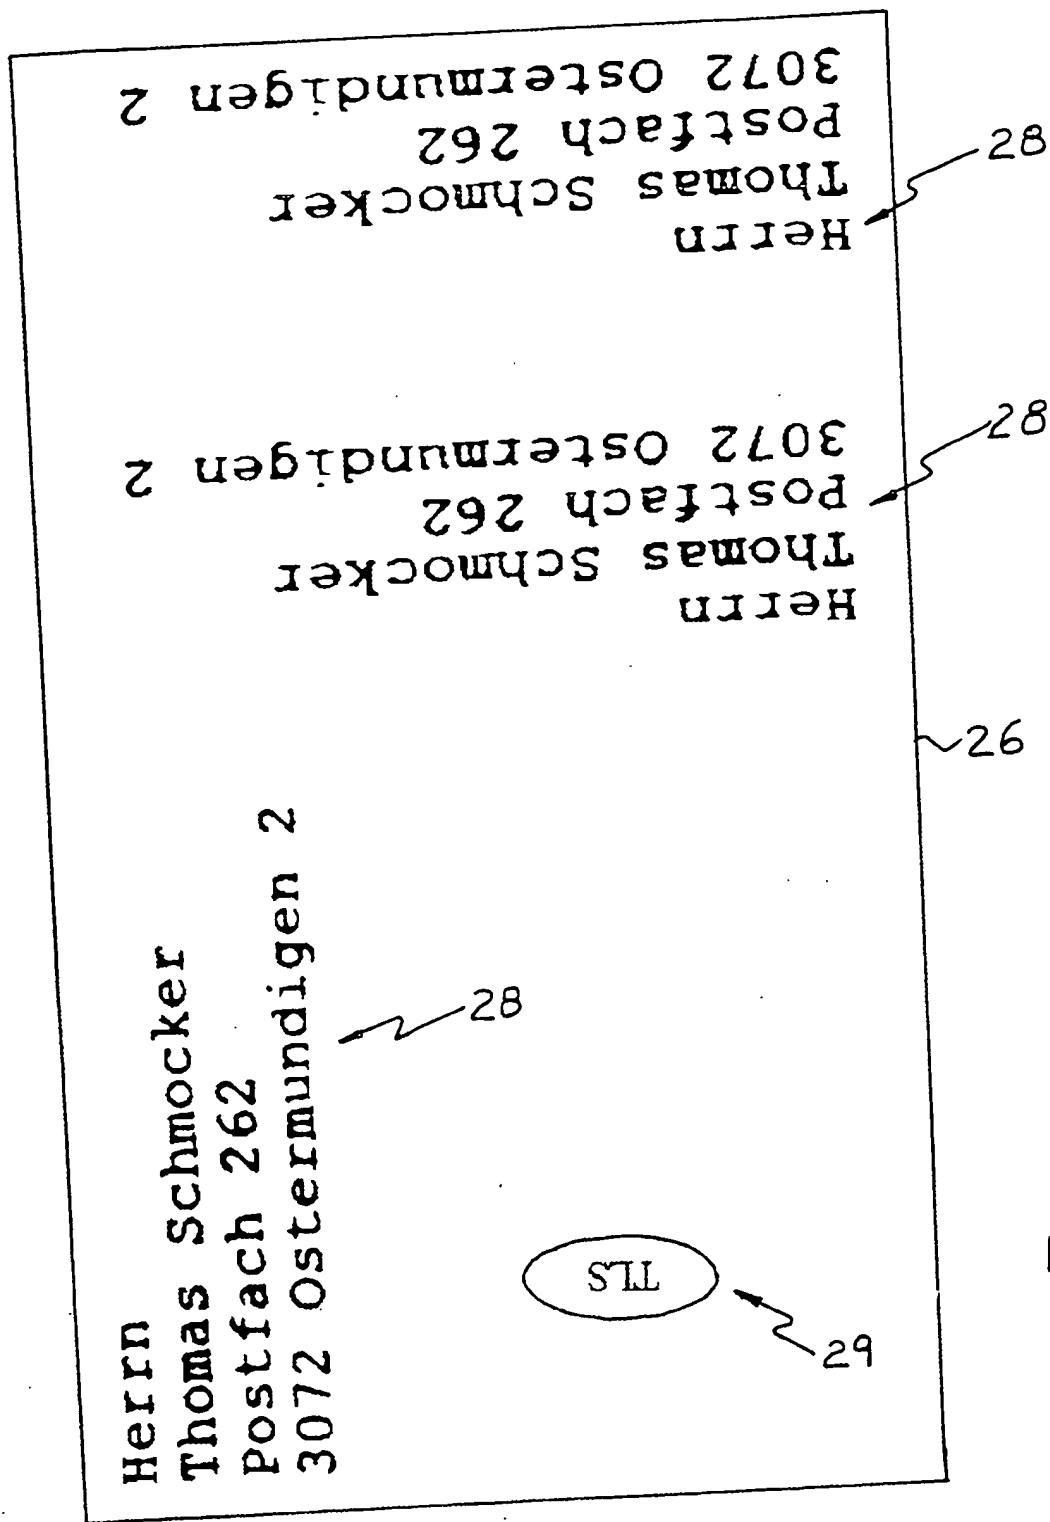 Herrn
Thomas Schmocker
Postfach 262
3072 Ostermundigen 2
28
Herrn
Thomas Schmocker
Postfach 262
3072 Ostermundigen 2
28
26
Herrn
Thomas Schmocker
Postfach 262
3072 Ostermundigen 2
28
TLS
29